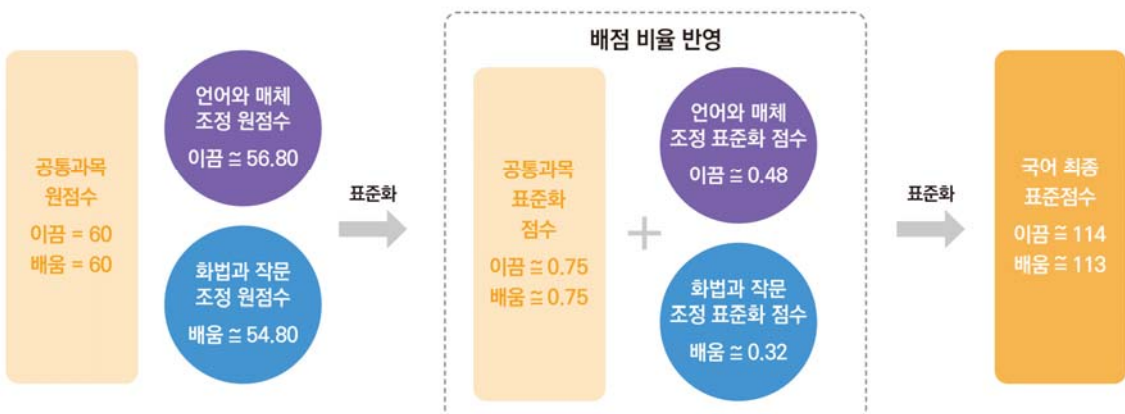 공통과목
원점수
이끔 = 60
배움 = 60
언어와 매체
조정 원점수
이끔 ≅ 56.80
화법과 작문
조정 원점수
배움 ≅ 54.80
표준화
배점 비율 반영
공통과목
표준화
점수
이끔 ≅ 0.75
배움 ≅ 0.75
+
언어와 매체
조정 표준화 점수
이끔 ≅ 0.48
화법과 작문
조정 표준화 점수
배움 ≅ 0.32
표준화
국어 최종
표준점수
이끔 ≅ 114
배움 ≅ 113